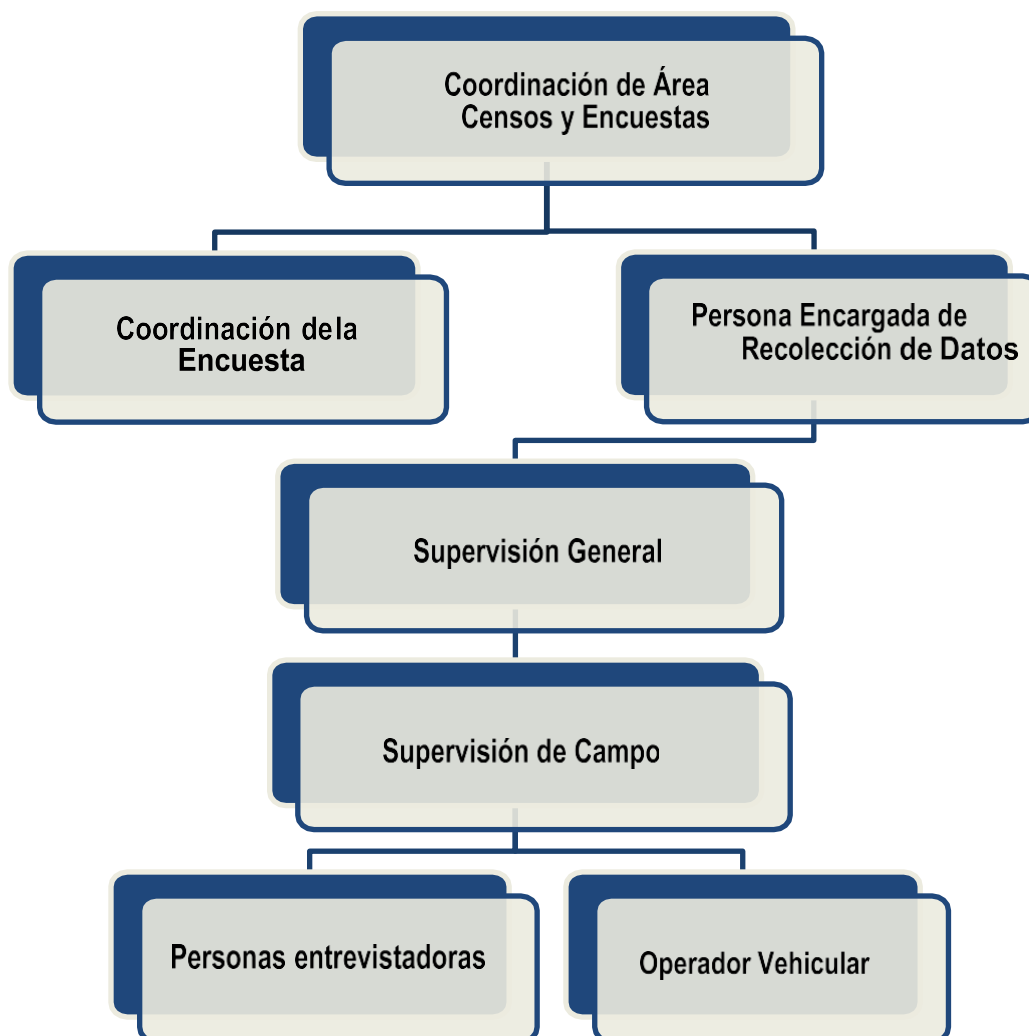 Coordinación de Área
Censos y Encuestas
Coordinación dela
Encuesta
Persona Encargada de
Recolección de Datos
Supervisión General
Supervisión de Campo
Personas entrevistadoras
Operador Vehicular